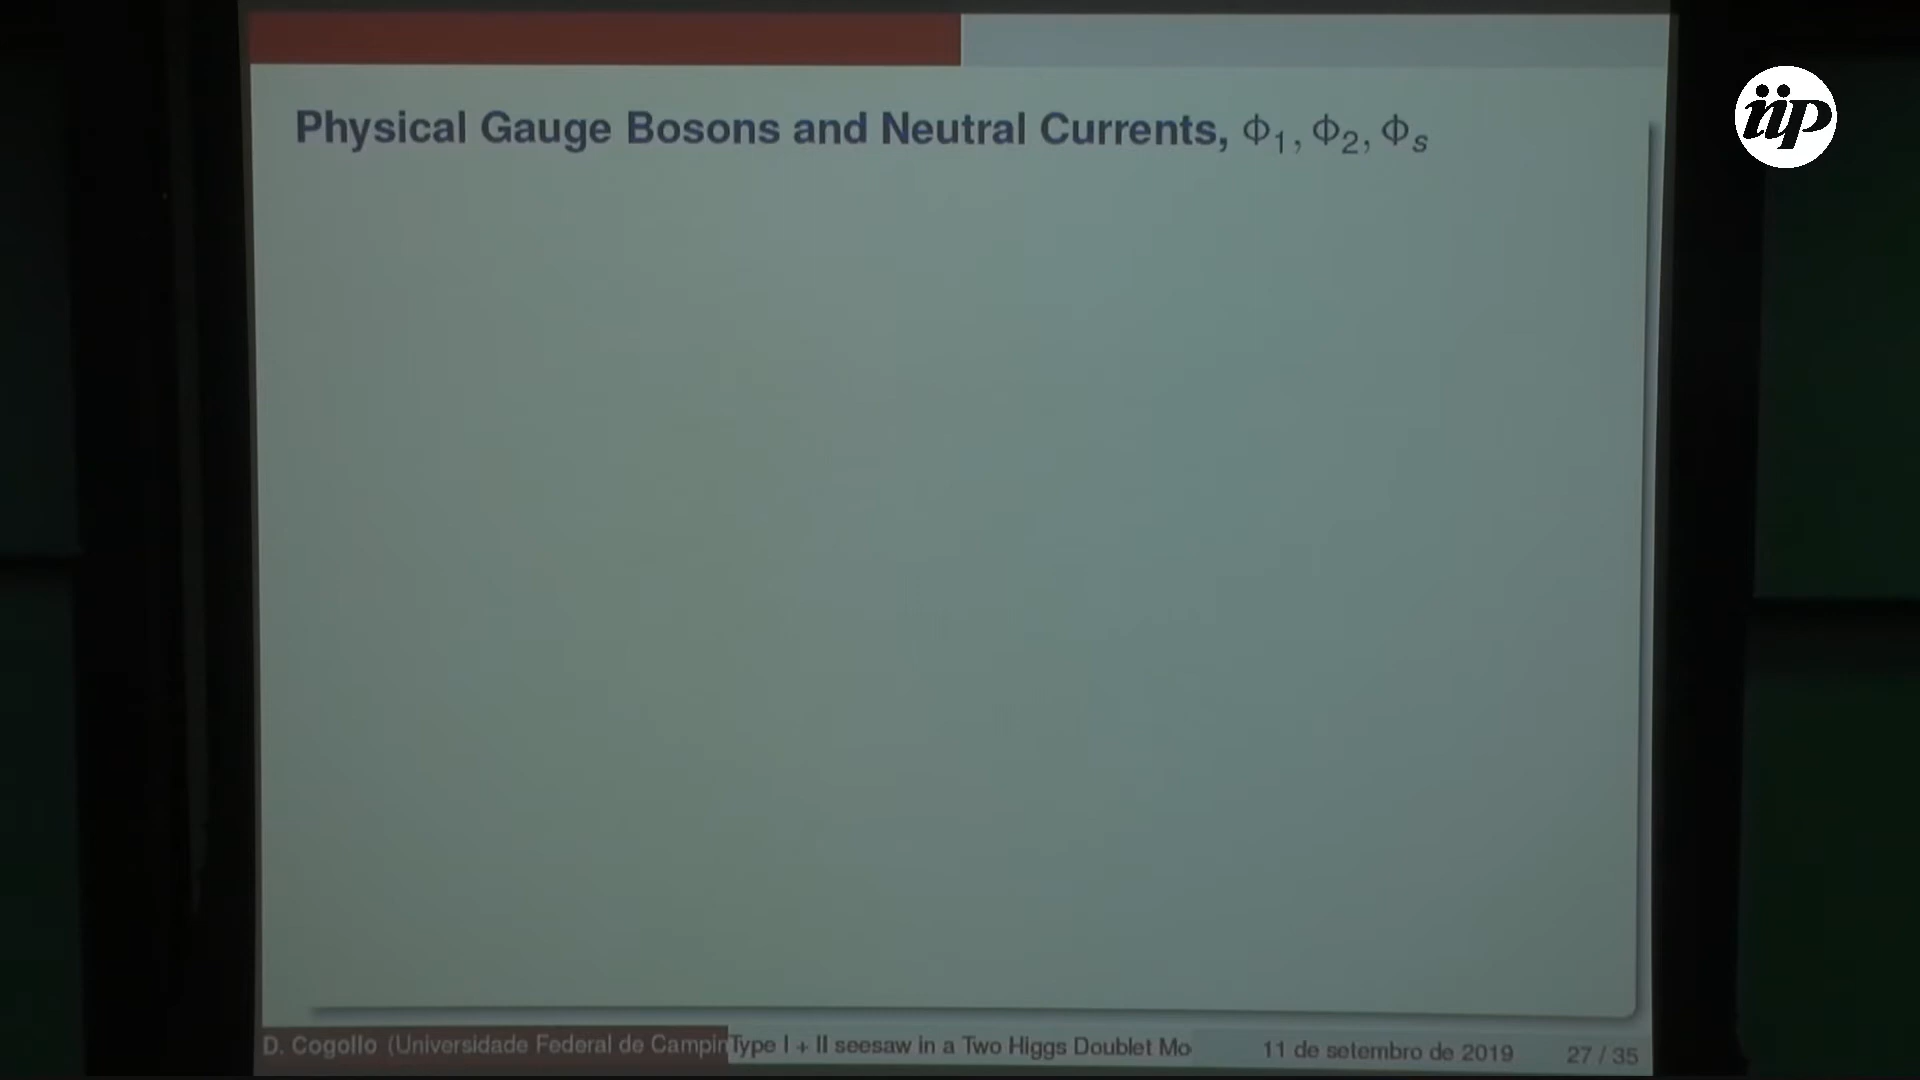 iip
Physical Gauge Bosons and Neutral Currents, Φ₁, Φ₂, Φₛ
D. Cogollo (Universidade Federal de Campin Type I + II seesaw in a Two Higgs Doublet Mo 11 de setembro de 2019 27 / 35